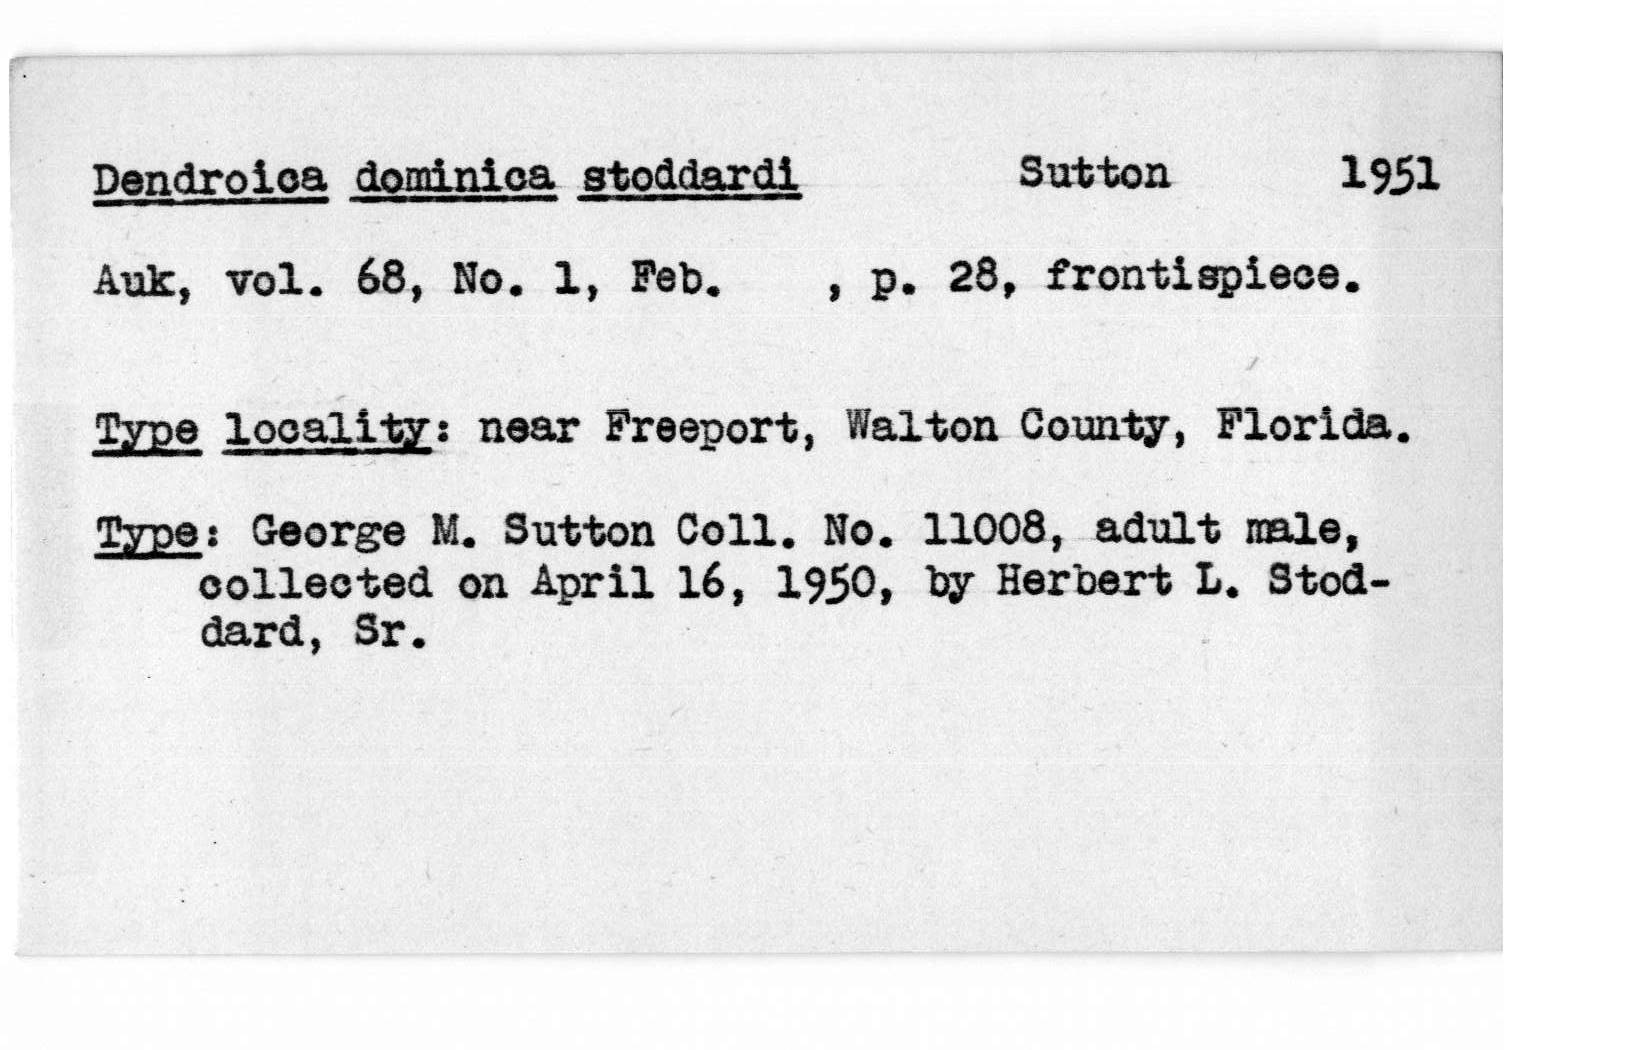 Dendroica dominica stoddardi Sutton 1951
Auk, vol. 68, No. 1, Feb. , p. 28, frontispiece.
Type locality: near Freeport, Walton County, Florida.
Type: George M. Sutton Coll. No. 11008, adult male,
collected on April 16, 1950, by Herbert L. Stod-
dard, Sr.